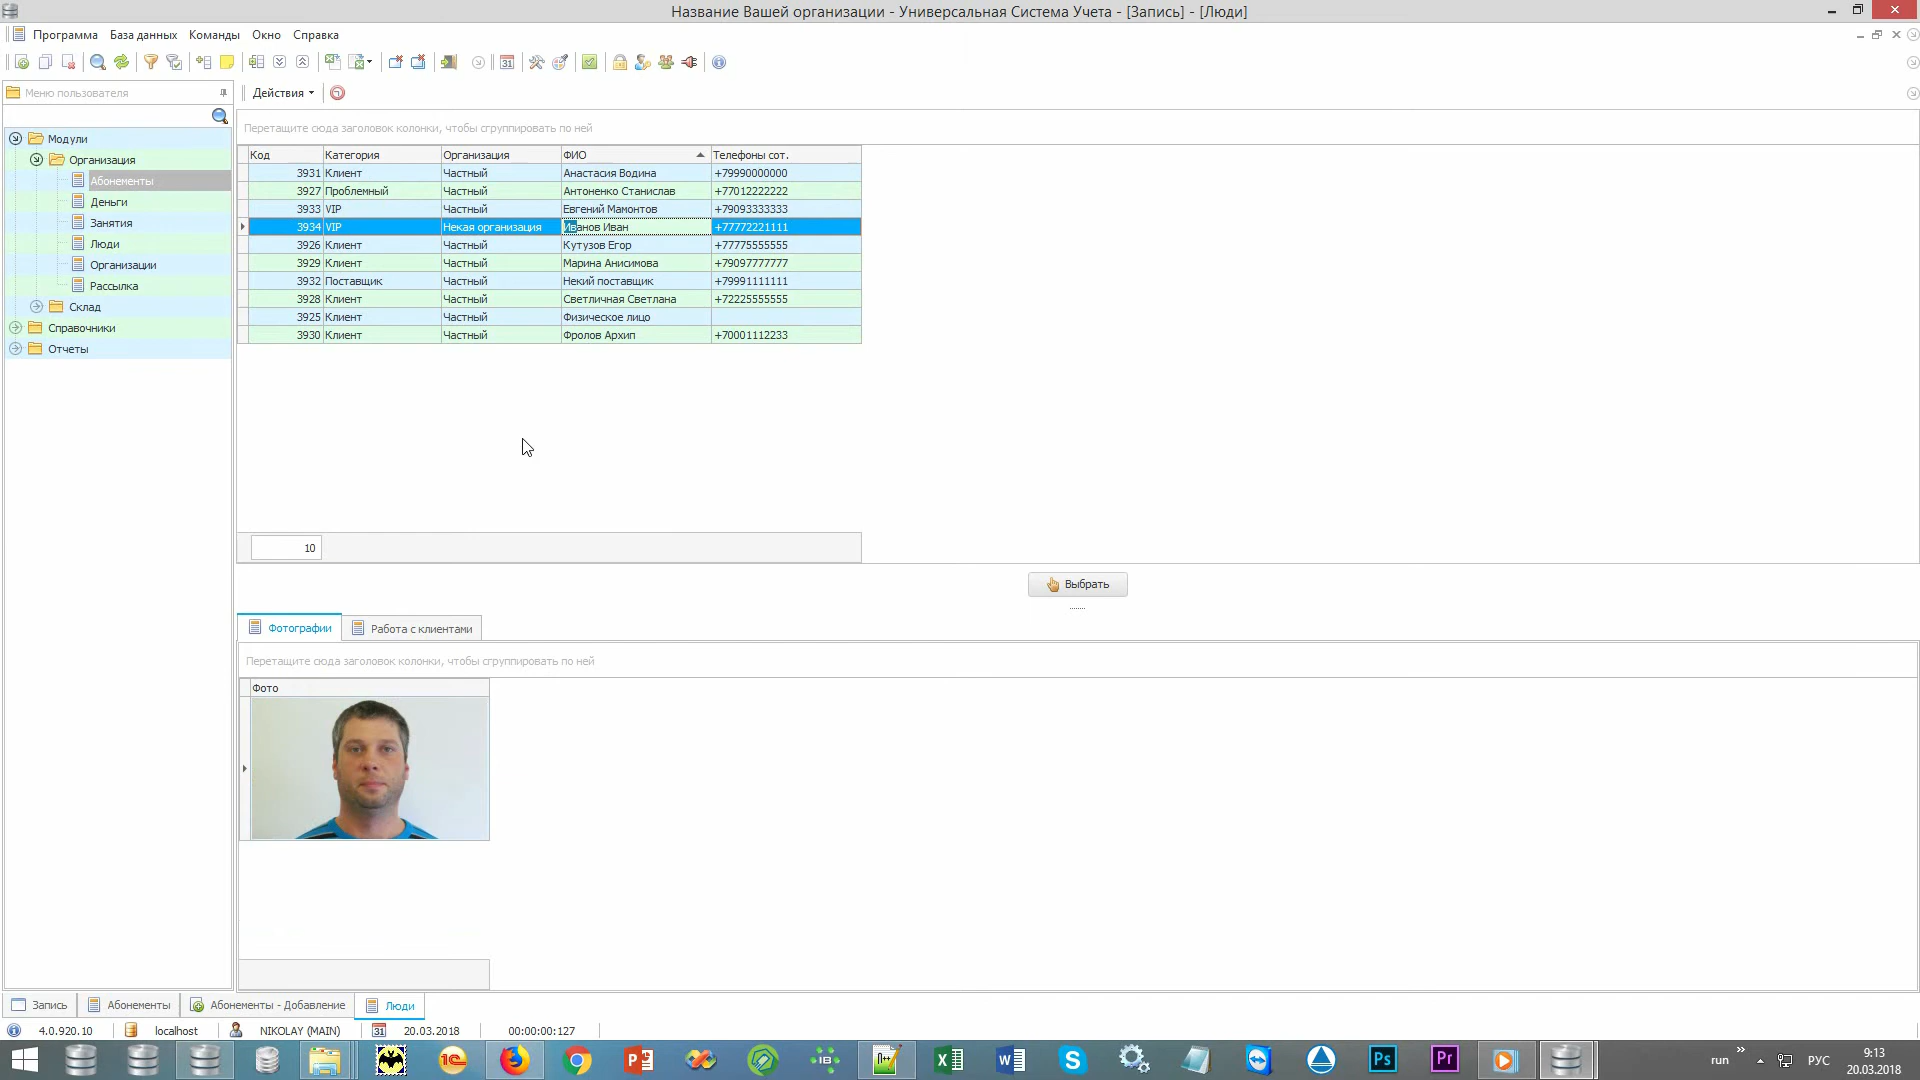 Название Вашей организации - Универсальная Система Учета - [Запись] - [Люди]
Программа База данных Команды Окно Справка
Меню пользователя
Действия
Модули
Организация
Абонементы
Деньги
Занятия
Люди
Организации
Рассылка
Склад
Справочники
Отчеты
Перетащите сюда заголовок колонки, чтобы сгруппировать по ней
Код Категория Организация ФИО Телефоны сот.
3931 Клиент Частный Анастасия Водина +79990000000
3927 Проблемный Частный Антоненко Станислав +77012222222
3933 VIP Частный Евгений Мамонтов +79093333333
3934 VIP Некая организация Иванов Иван +77772221111
3926 Клиент Частный Кутузов Егор +77775555555
3929 Клиент Частный Марина Анисимова +79097777777
3932 Поставщик Частный Некий поставщик +79991111111
3928 Клиент Частный Светличная Светлана +72225555555
3925 Клиент Частный Физическое лицо
3930 Клиент Частный Фролов Архип +70001112233
10
Выбрать
Фотографии Работа с клиентами
Перетащите сюда заголовок колонки, чтобы сгруппировать по ней
Фото
Запись Абонементы Абонементы - Добавление Люди
4.0.920.10 localhost NIKOLAY (MAIN) 31 20.03.2018 00:00:00:127
run РУС 9:13
20.03.2018